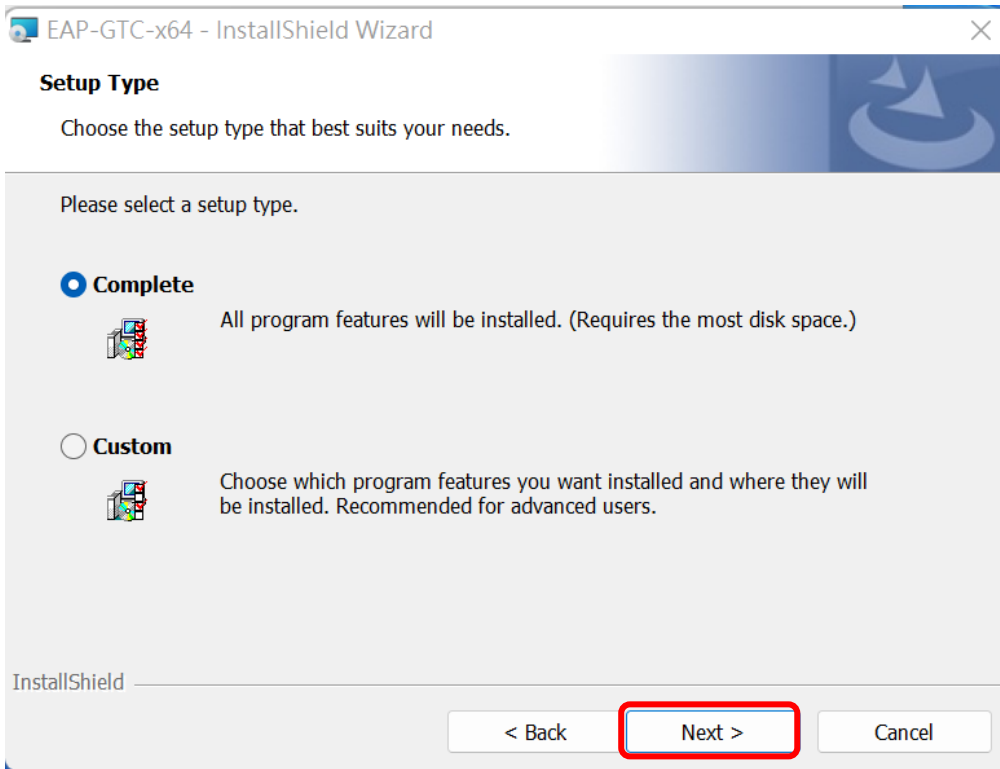 EAP-GTC-x64 - InstallShield Wizard
Setup Type
Choose the setup type that best suits your needs.
Please select a setup type.
Complete
All program features will be installed. (Requires the most disk space.)
Custom
Choose which program features you want installed and where they will
be installed. Recommended for advanced users.
InstallShield
< Back
Next >
Cancel